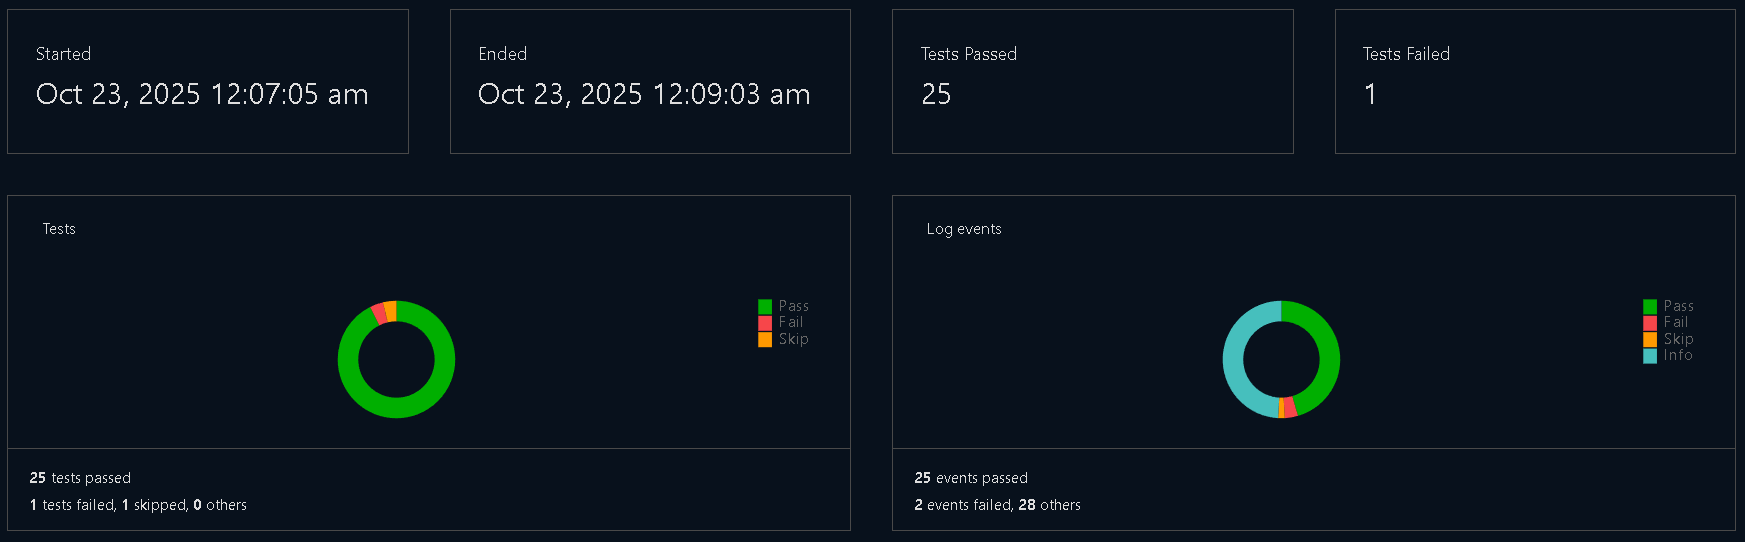 Started
Oct 23, 2025 12:07:05 am
Ended
Oct 23, 2025 12:09:03 am
Tests Passed
25
Tests Failed
1
Tests
Pass
Fail
Skip
25 tests passed
1 tests failed, 1 skipped, 0 others
Log events
Pass
Fail
Skip
Info
25 events passed
2 events failed, 28 others